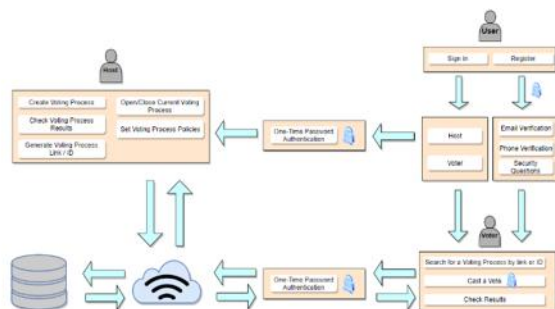 User
Sign In
Register
Host
Create Voting Process
Open/Close Current Voting
Process
Check Voting Process
Results
Set Voting Process Policies
Generate Voting Process
Link / ID
One-Time Password
Authentication
Host
Voter
Email Verification
Phone Verification
Security
Questions
Voter
Search for a Voting Process by link or ID
Cast a Vote
Check Results
One-Time Password
Authentication